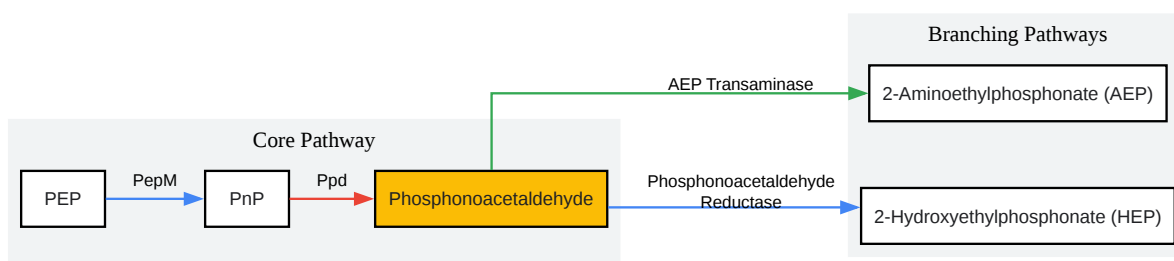 Branching Pathways
AEP Transaminase
2-Aminoethylphosphonate (AEP)
Core Pathway
PEP
PepM
PnP
Ppd
Phosphonoacetaldehyde
Phosphonoacetaldehyde
Reductase
2-Hydroxyethylphosphonate (HEP)